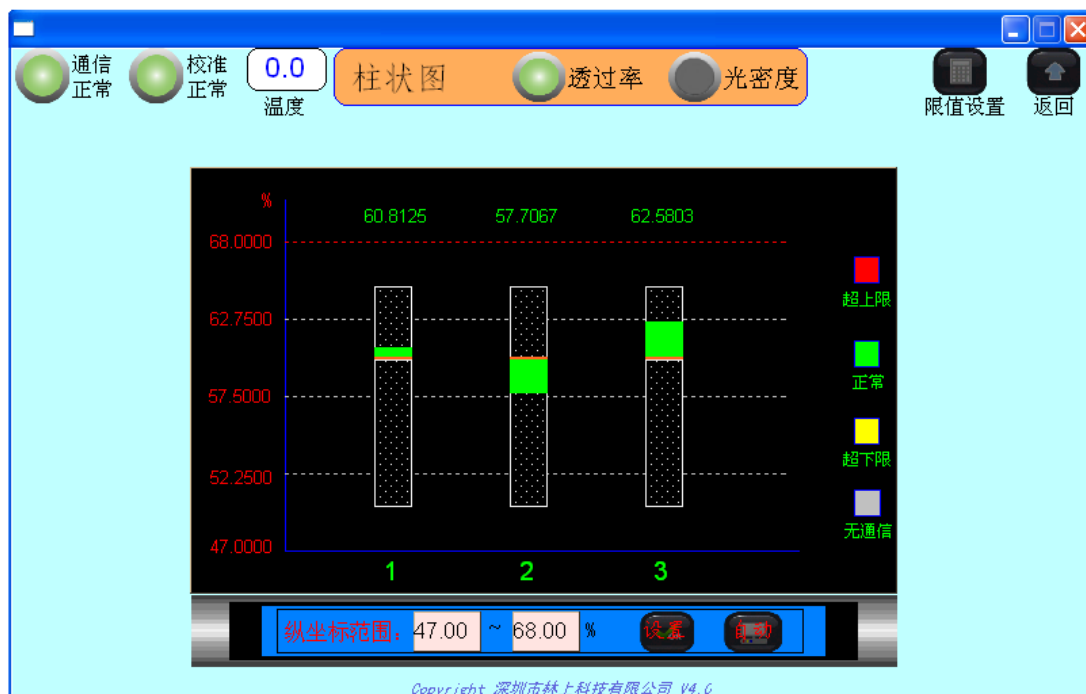 通信
正常
校准
正常
0.0
温度
柱状图
透过率
光密度
限值设置
返回
%
60.8125
57.7067
62.5803
68.0000
62.7500
57.5000
52.2500
47.0000
1
2
3
超上限
正常
超下限
无通信
纵坐标范围：47.00 ~ 68.00 % 设置 自动
Copyright 深圳市林上科技有限公司 V4.0